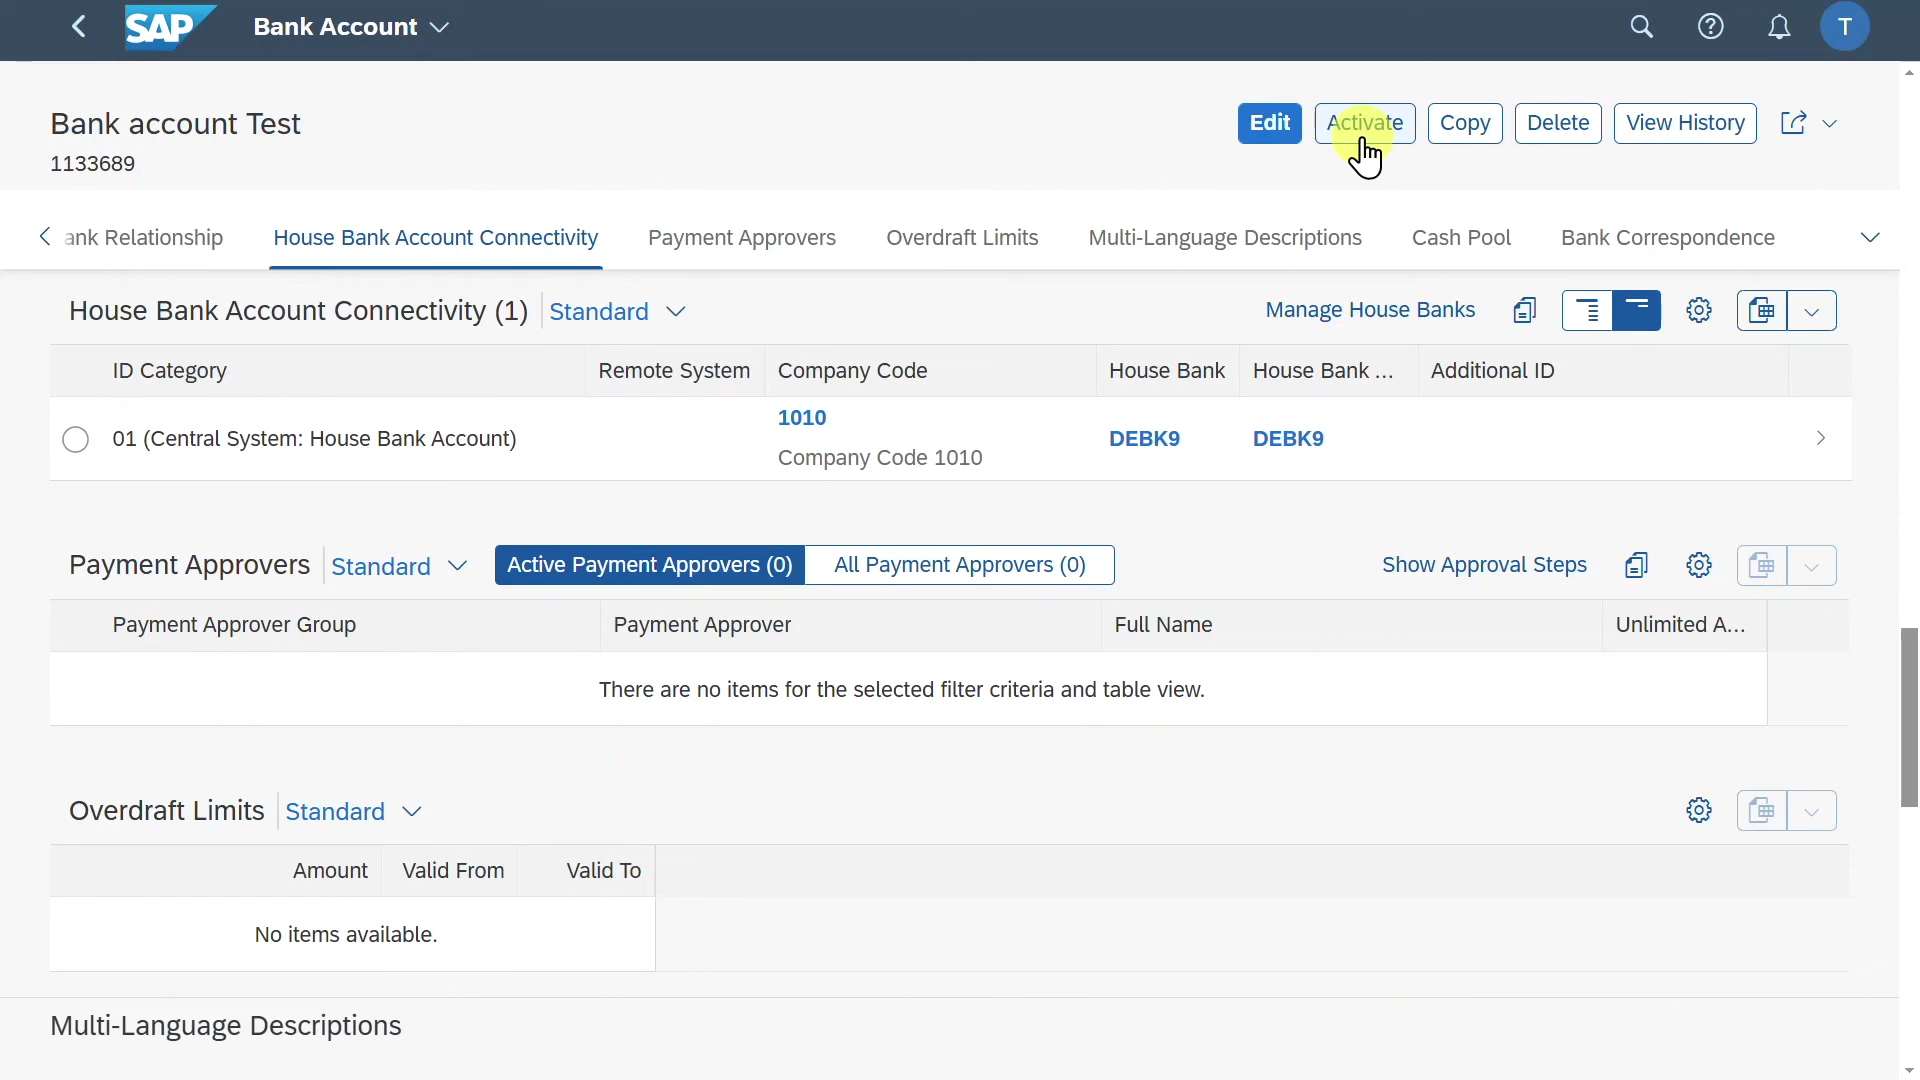 SAP Bank Account T
Bank account Test Edit Activate Copy Delete View History
1133689
ank Relationship House Bank Account Connectivity Payment Approvers Overdraft Limits Multi-Language Descriptions Cash Pool Bank Correspondence
House Bank Account Connectivity (1) Standard Manage House Banks
ID Category Remote System Company Code House Bank House Bank ... Additional ID
1010
01 (Central System: House Bank Account) DEBK9 DEBK9
Company Code 1010
Payment Approvers Standard Active Payment Approvers (0) All Payment Approvers (0) Show Approval Steps
Payment Approver Group Payment Approver Full Name Unlimited A...
There are no items for the selected filter criteria and table view.
Overdraft Limits Standard
Amount Valid From Valid To
No items available.
Multi-Language Descriptions